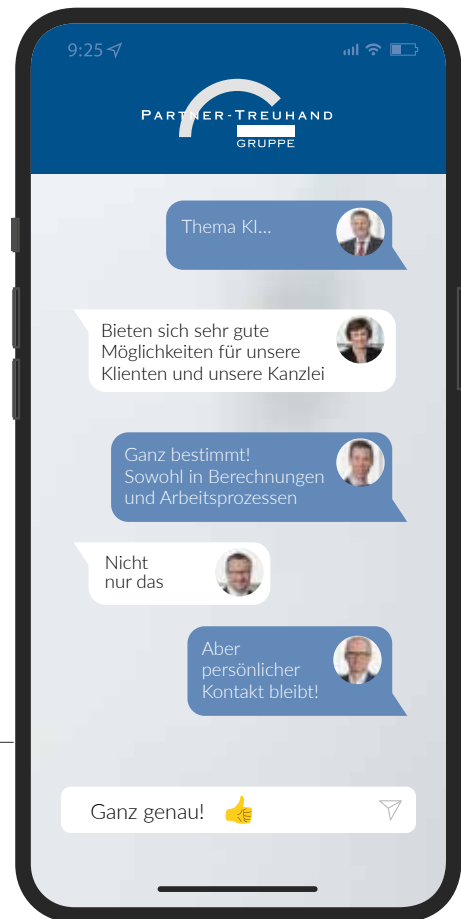 9:25
PARTNER-TREUHAND
GRUPPE
Thema KI...
Bieten sich sehr gute
Möglichkeiten für unsere
Klienten und unsere Kanzlei
Ganz bestimmt!
Sowohl in Berechnungen
und Arbeitsprozessen
Nicht
nur das
Aber
persönlicher
Kontakt bleibt!
Ganz genau! 👍